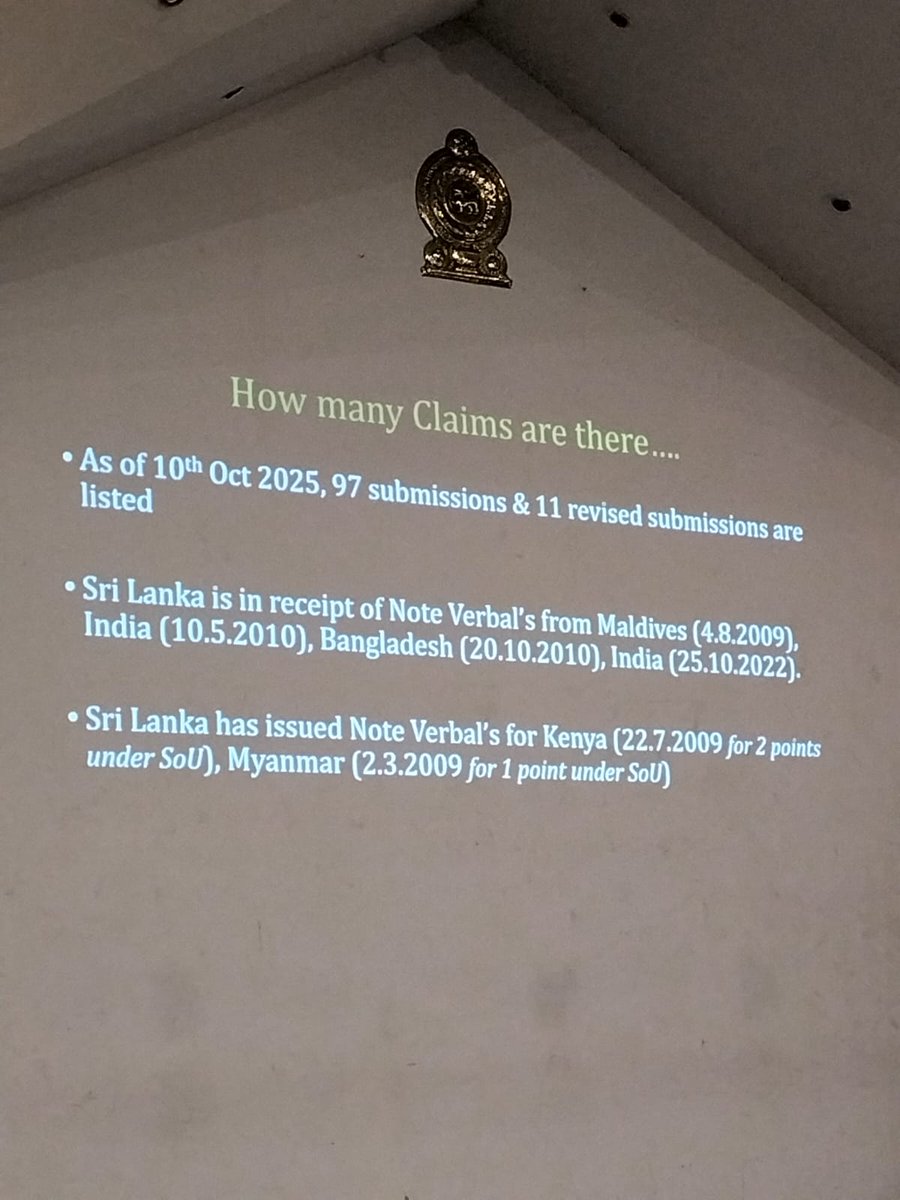 How many Claims are there....
• As of 10th Oct 2025, 97 submissions & 11 revised submissions are
listed
• Sri Lanka is in receipt of Note Verbal's from Maldives (4.8.2009),
India (10.5.2010), Bangladesh (20.10.2010), India (25.10.2022).
• Sri Lanka has issued Note Verbal's for Kenya (22.7.2009 for 2 points
under SoU), Myanmar (2.3.2009 for 1 point under SoU)